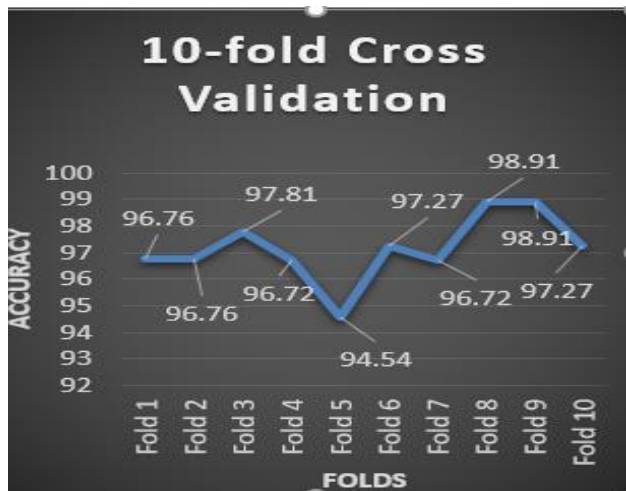 10-fold Cross
Validation
ACCURACY
100
99
98
97
96
95
94
93
92
96.76
96.76
97.81
96.72
94.54
97.27
96.72
98.91
98.91
97.27
Fold 1
Fold 2
Fold 3
Fold 4
Fold 5
Fold 6
Fold 7
Fold 8
Fold 9
Fold 10
FOLDS